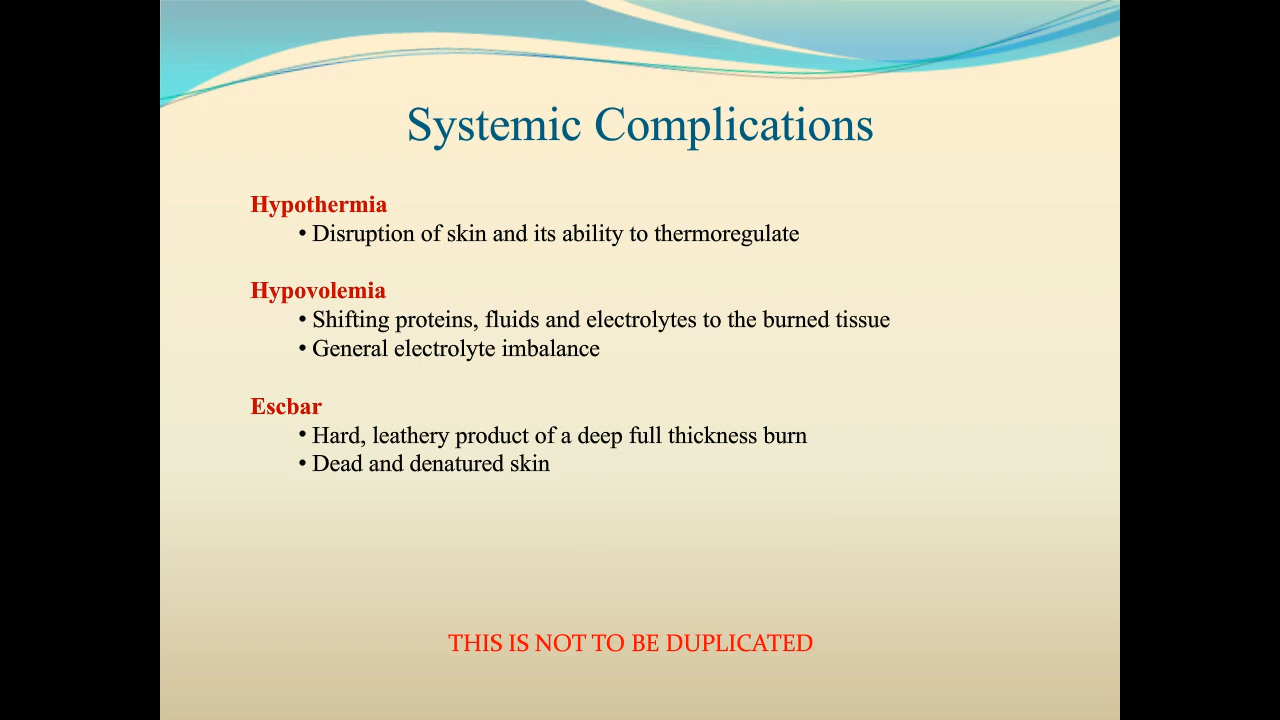 Systemic Complications
Hypothermia
• Disruption of skin and its ability to thermoregulate
Hypovolemia
• Shifting proteins, fluids and electrolytes to the burned tissue
• General electrolyte imbalance
Escbar
• Hard, leathery product of a deep full thickness burn
• Dead and denatured skin
THIS IS NOT TO BE DUPLICATED